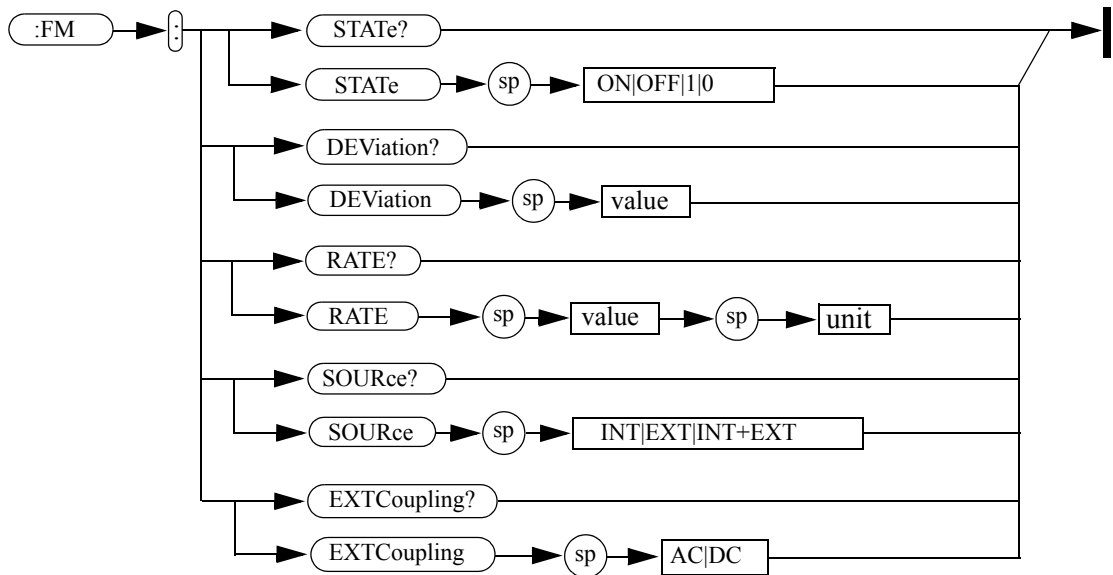 :FM : STATe?
STATe sp ON|OFF|1|0
DEViation?
DEViation sp value
RATE?
RATE sp value sp unit
SOURce?
SOURce sp INT|EXT|INT+EXT
EXTCoupling?
EXTCoupling sp AC|DC